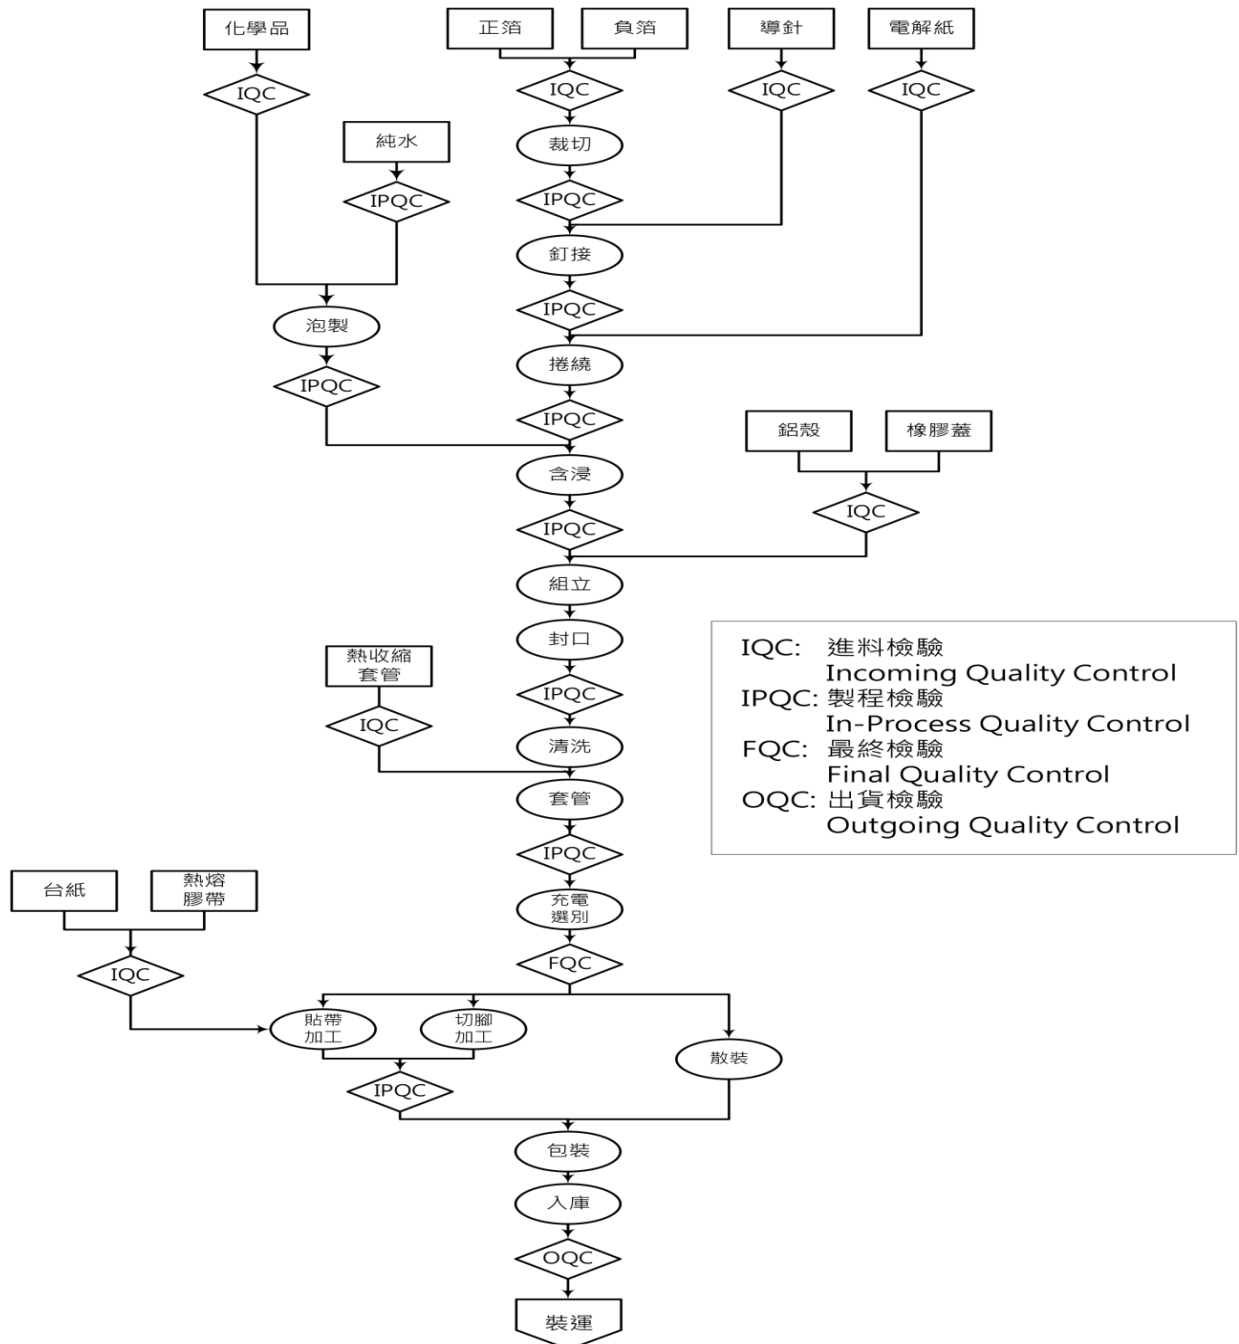 化學品
正箔
負箔
導針
電解紙
IQC
IQC
IQC
IQC
純水
裁切
IPQC
IPQC
釘接
IPQC
泡製
捲繞
IPQC
IPQC
鋁殼
橡膠蓋
含浸
IQC
IPQC
組立
封口
熱收縮
套管
IPQC
IQC
清洗
套管
IPQC
IQC: 進料檢驗
Incoming Quality Control
IPQC: 製程檢驗
In-Process Quality Control
FQC: 最終檢驗
Final Quality Control
OQC: 出貨檢驗
Outgoing Quality Control
台紙
熱熔
膠帶
充電
選別
IQC
FQC
貼帶
加工
切腳
加工
散裝
IPQC
包裝
入庫
OQC
裝運